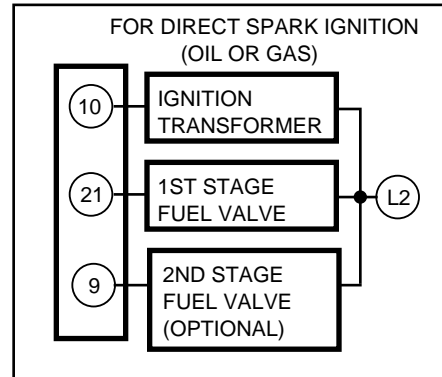 FOR DIRECT SPARK IGNITION
(OIL OR GAS)
10
IGNITION
TRANSFORMER
21
1ST STAGE
FUEL VALVE
L2
9
2ND STAGE
FUEL VALVE
(OPTIONAL)